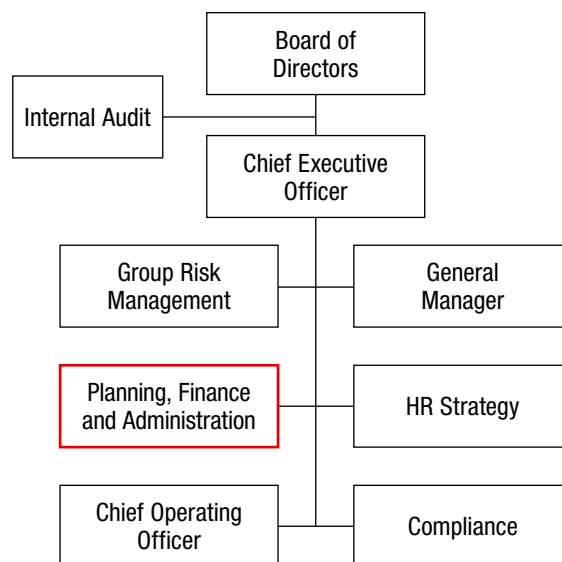 Board of
Directors
Internal Audit
Chief Executive
Officer
Group Risk
Management
General
Manager
Planning, Finance
and Administration
HR Strategy
Chief Operating
Officer
Compliance